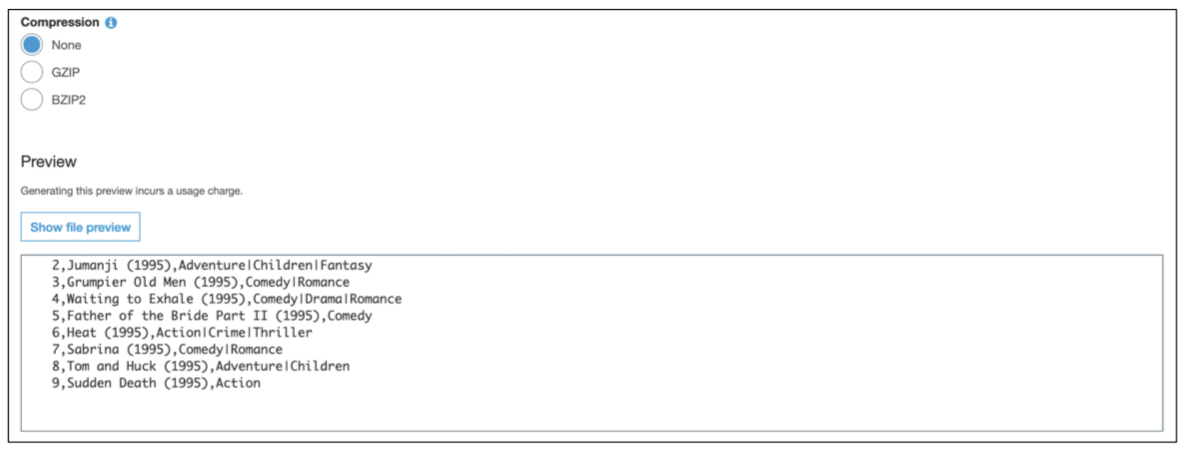 Compression
None
GZIP
BZIP2
Preview
Generating this preview incurs a usage charge.
Show file preview
2,Jumanji (1995),Adventure|Children|Fantasy
3,Grumpier Old Men (1995),Comedy|Romance
4,Waiting to Exhale (1995),Comedy|Drama|Romance
5,Father of the Bride Part II (1995),Comedy
6,Heat (1995),Action|Crime|Thriller
7,Sabrina (1995),Comedy|Romance
8,Tom and Huck (1995),Adventure|Children
9,Sudden Death (1995),Action